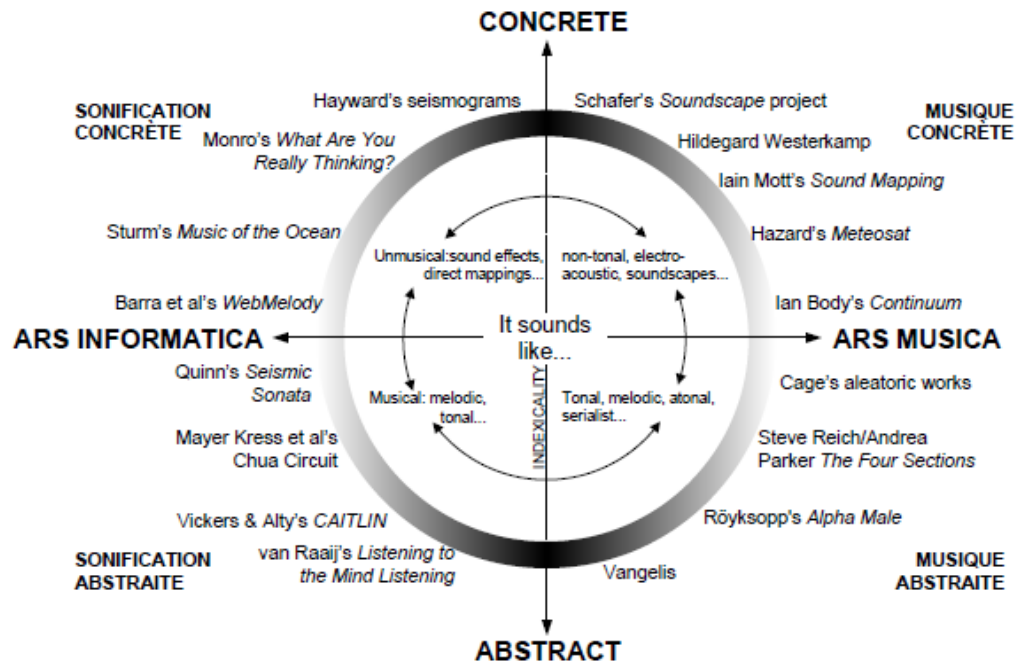 CONCRETE
SONIFICATION
CONCRÈTE
Hayward's seismograms
Schafer's Soundscape project
MUSIQUE
CONCRÈTE
Monro's What Are You
Really Thinking?
Hildegard Westerkamp
Iain Mott's Sound Mapping
Sturm's Music of the Ocean
Hazard's Meteosat
Unmusical:sound effects,
direct mappings...
non-tonal, electro-
acoustic, soundscapes...
Barra et al's WebMelody
Ian Body's Continuum
ARS INFORMATICA
It sounds
like...
ARS MUSICA
Quinn's Seismic
Sonata
Musical: melodic,
tonal...
INDEXICALITY
Tonal, melodic, atonal,
serialist...
Cage's aleatoric works
Mayer Kress et al's
Chua Circuit
Steve Reich/Andrea
Parker The Four Sections
Vickers & Alty's CAITLIN
Röyksopp's Alpha Male
SONIFICATION
ABSTRAITE
van Raaij's Listening to
the Mind Listening
Vangelis
MUSIQUE
ABSTRAITE
ABSTRACT